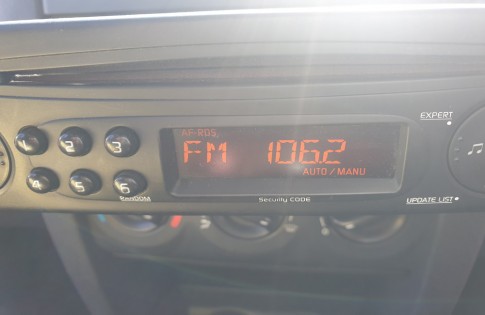 AF-RDS
EXPERT
1 2 3
FM 106.2
AUTO / MANU
4 5 6
RanDOM
Security CODE
UPDATE LIST